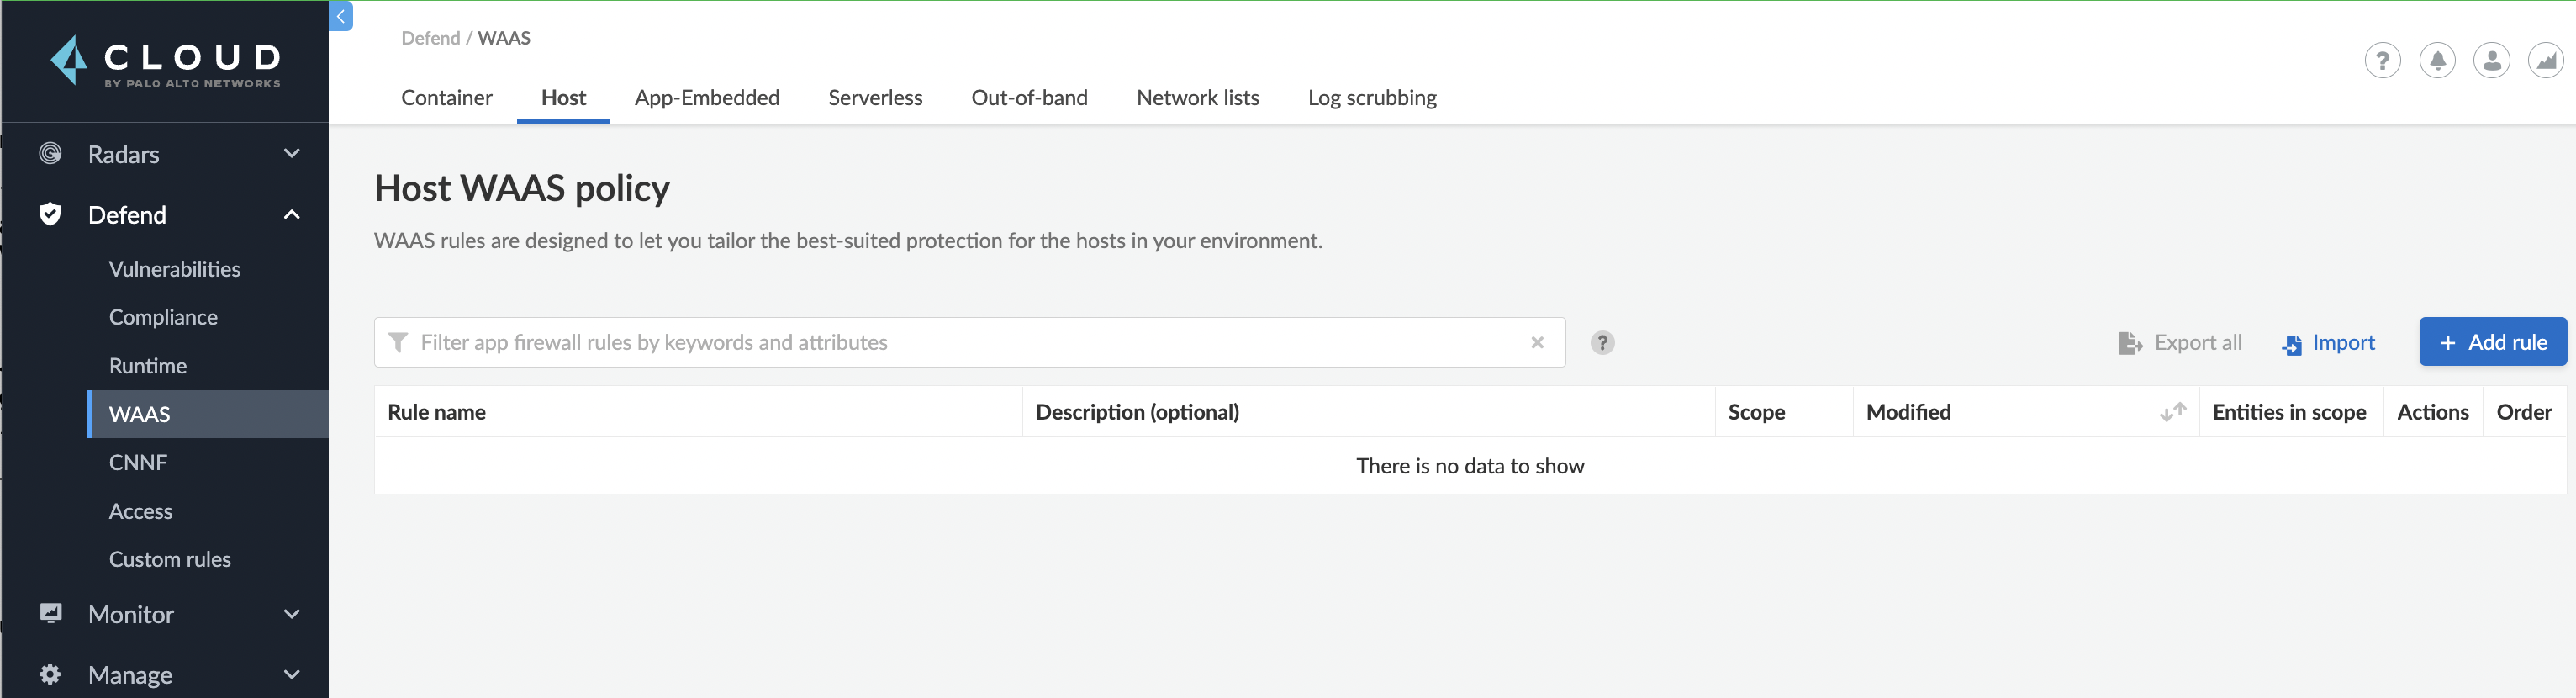 CLOUD
BY PALO ALTO NETWORKS
Radars
Defend
Vulnerabilities
Compliance
Runtime
WAAS
CNNF
Access
Custom rules
Monitor
Manage
Defend / WAAS
Container Host App-Embedded Serverless Out-of-band Network lists Log scrubbing
Host WAAS policy
WAAS rules are designed to let you tailor the best-suited protection for the hosts in your environment.
Filter app firewall rules by keywords and attributes
Export all Import + Add rule
Rule name Description (optional) Scope Modified Entities in scope Actions Order
There is no data to show